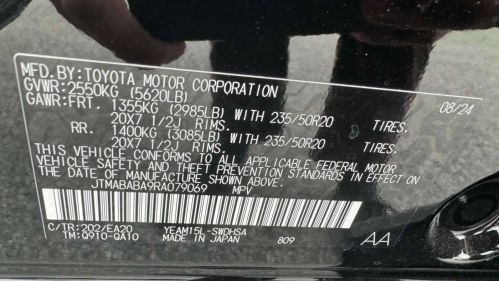 MFD.BY:TOYOTA MOTOR CORPORATION 08/24
GVWR:2550KG (5620LB)
GAWR:FRT. 1355KG (2985LB) WITH 235/50R20 TIRES.
20X7 1/2J RIMS.
RR. 1400KG (3085LB) WITH 235/50R20 TIRES.
20X7 1/2J RIMS.
THIS VEHICLE CONFORMS TO ALL APPLICABLE FEDERAL MOTOR
VEHICLE SAFETY AND THEFT PREVENTION STANDARDS IN EFFECT ON
THE DATE OF MANUFACTURE SHOWN ABOVE.
JTMABABA9RA079069 MPV
C/TR:202/EA20 YEAM15L-SWDHSA
TM:Q910-QA10 MADE IN JAPAN 809 AA